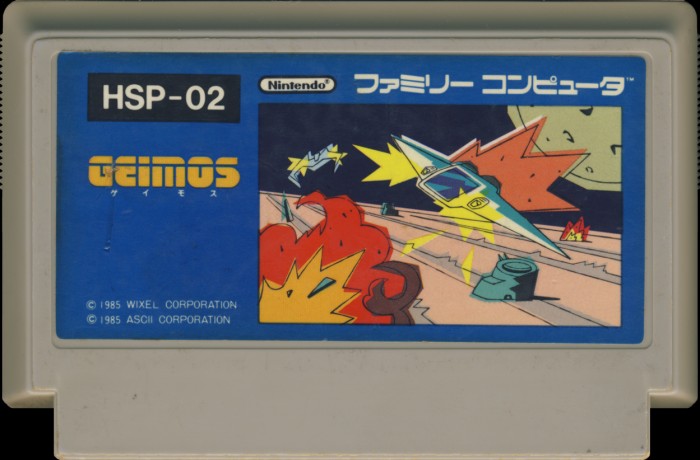 HSP-02
Nintendo® ファミリー コンピュータ™
GEIMOS
ゲイモス
© 1985 WIXEL CORPORATION
© 1985 ASCII CORPORATION